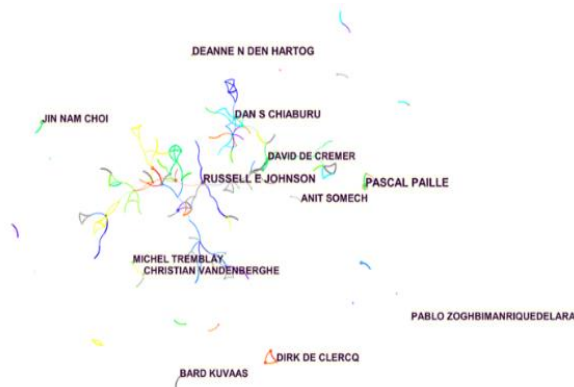 DEANNE N DEN HARTOG
DAN S CHIABURU
JIN NAM CHOI
DAVID DE CREMER
RUSSELL E JOHNSON
PASCAL PAILLE
ANIT SOMECH
MICHEL TREMBLAY
CHRISTIAN VANDENBERGHE
PABLO ZOGHBIMANRIQUEDELARA
DIRK DE CLERCQ
BARD KUVAAS